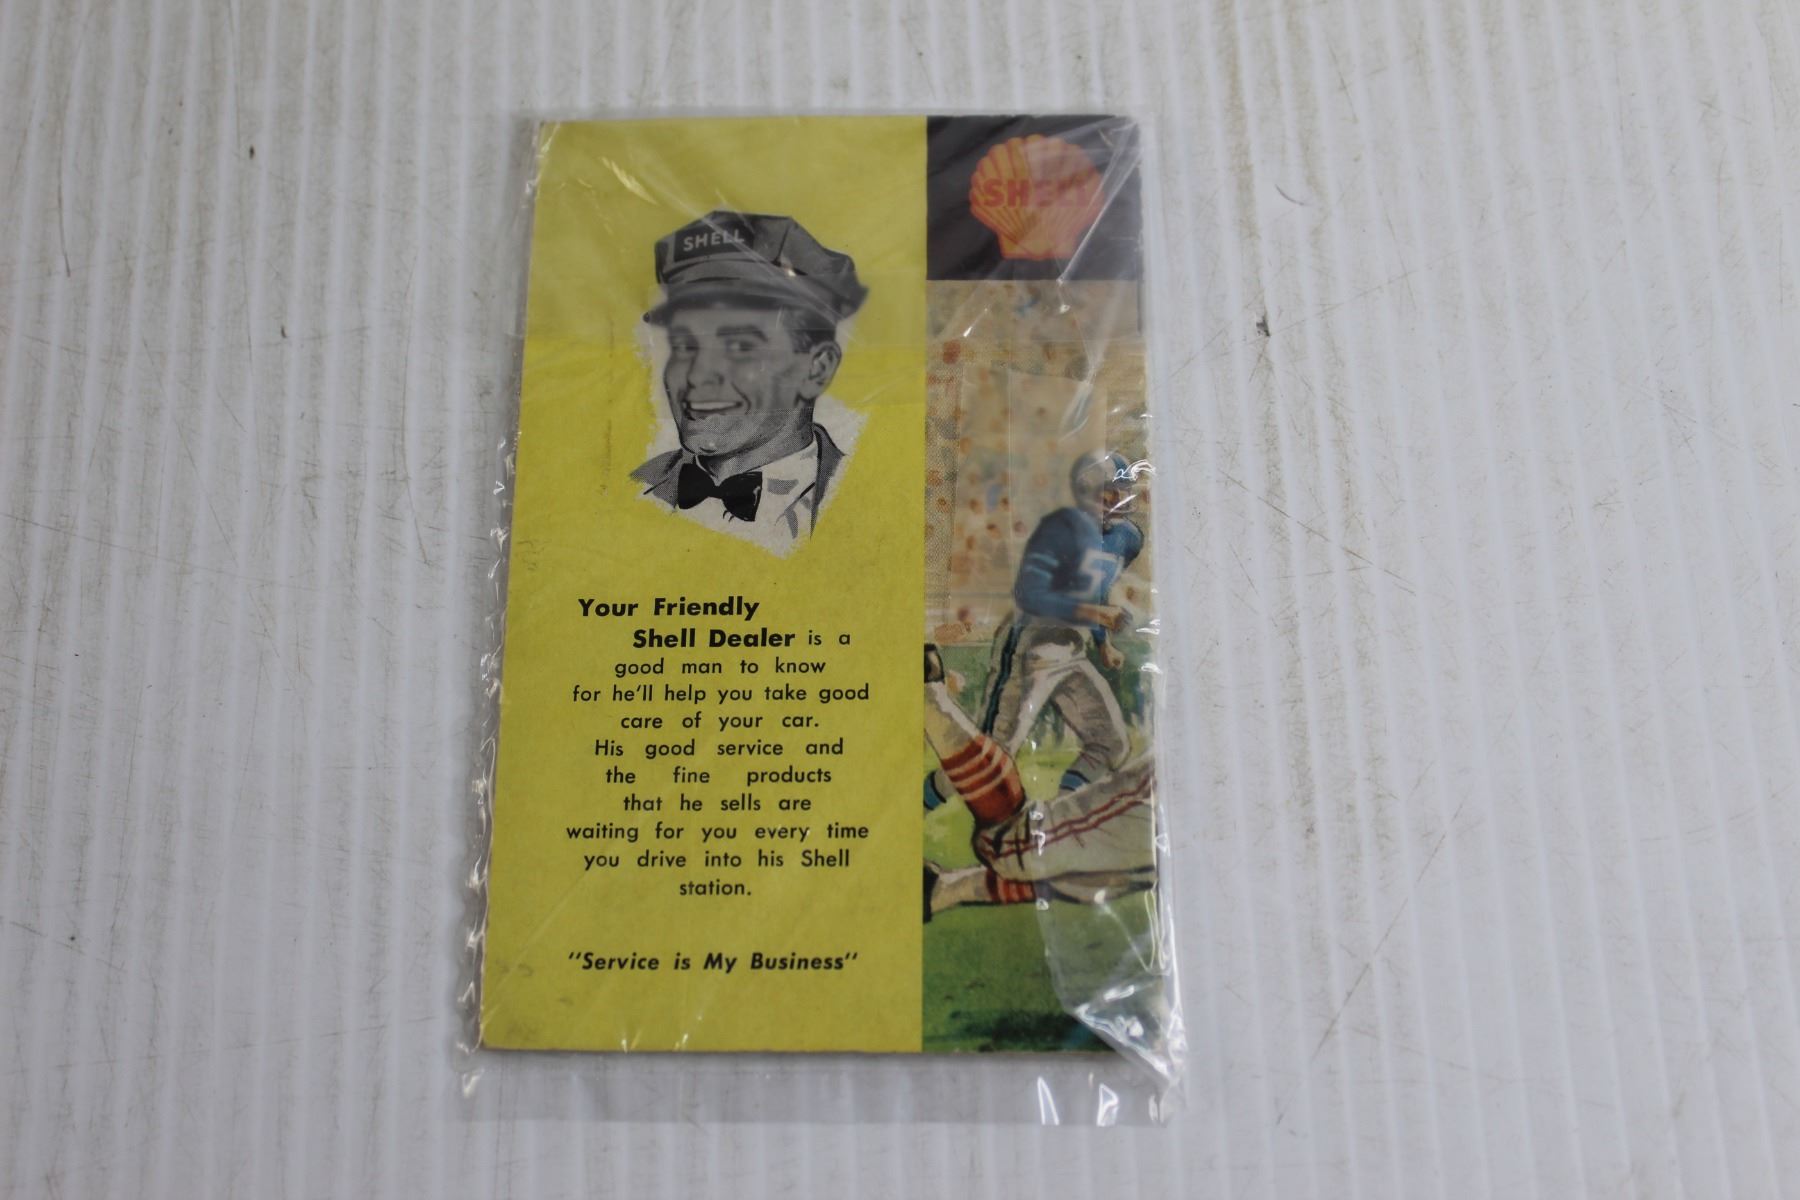 SHELL
SHELL
5
Your Friendly
Shell Dealer is a
good man to know
for he'll help you take good
care of your car.
His good service and
the fine products
that he sells are
waiting for you every time
you drive into his Shell
station.
"Service is My Business"